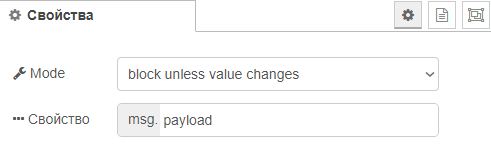 Свойства
Mode block unless value changes
Свойство msg. payload